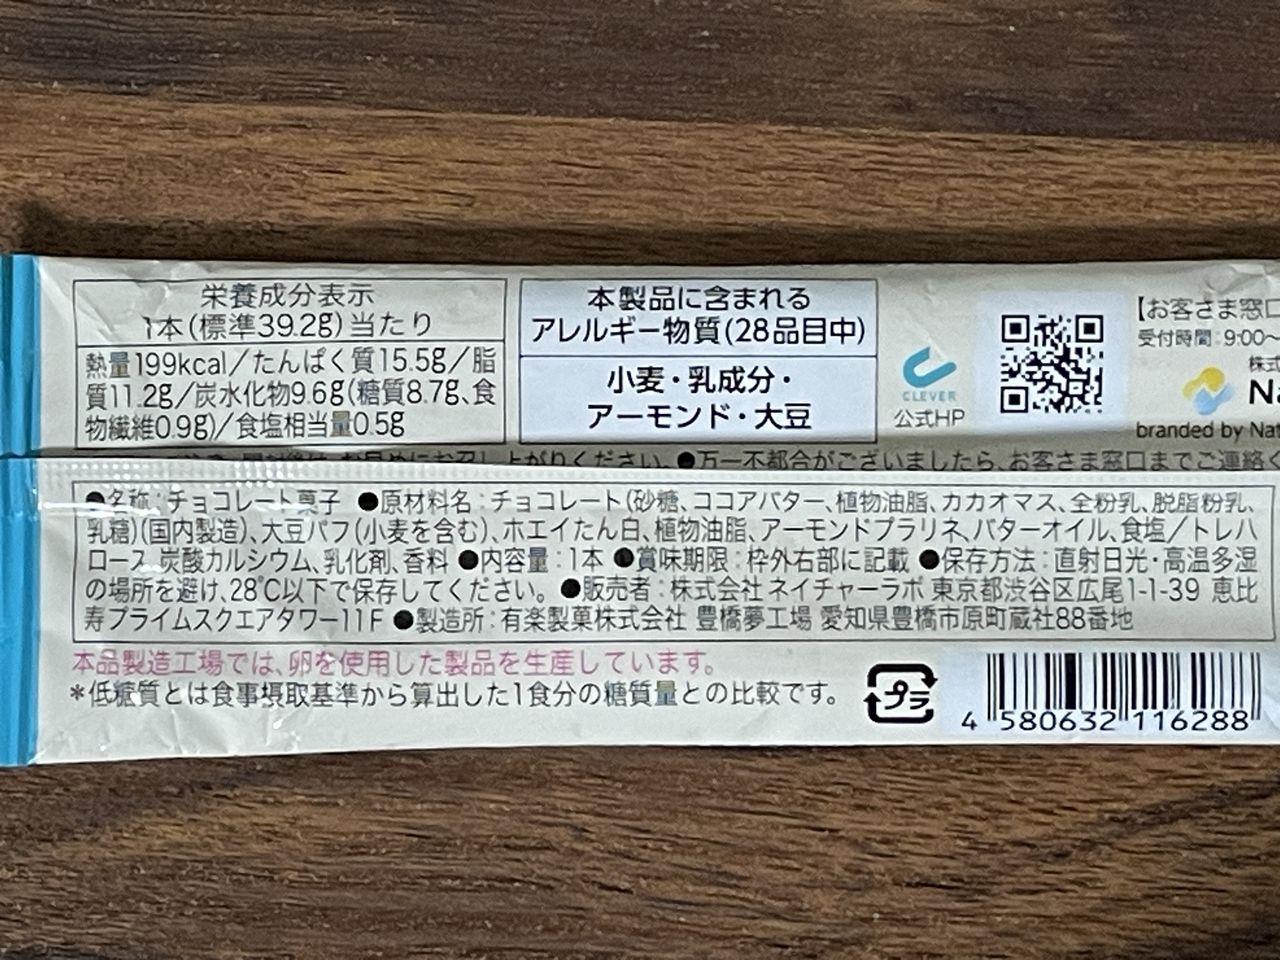 栄養成分表示
1本(標準39.2g)当たり
熱量199kcal/たんぱく質15.5g/脂
質11.2g/炭水化物9.6g(糖質8.7g、食
物繊維0.9g)/食塩相当量0.5g
本製品に含まれる
アレルギー物質(28品目中)
小麦・乳成分・
アーモンド・大豆
CLEVER
公式HP
【お客さま窓口
受付時間:9:00~
株式
Na
branded by Nat
お早めにお召し上がりください。●万一不都合がございましたら、お客さま窓口までご連絡く
●名称:チョコレート菓子 ●原材料名:チョコレート(砂糖、ココアバター、植物油脂、カカオマス、全粉乳、脱脂粉乳、
乳糖)(国内製造)、大豆パフ(小麦を含む)、ホエイたん白、植物油脂、アーモンドプラリネ、バターオイル、食塩/トレハ
ロース、炭酸カルシウム、乳化剤、香料 ●内容量:1本 ●賞味期限:枠外右部に記載 ●保存方法:直射日光・高温多湿
の場所を避け、28℃以下で保存してください。 ●販売者:株式会社ネイチャーラボ 東京都渋谷区広尾1-1-39 恵比
寿プライムスクエアタワー11F ●製造所:有楽製菓株式会社 豊橋夢工場 愛知県豊橋市原町蔵社88番地
本品製造工場では、卵を使用した製品を生産しています。
*低糖質とは食事摂取基準から算出した1食分の糖質量との比較です。
プラ
4 580632 116288